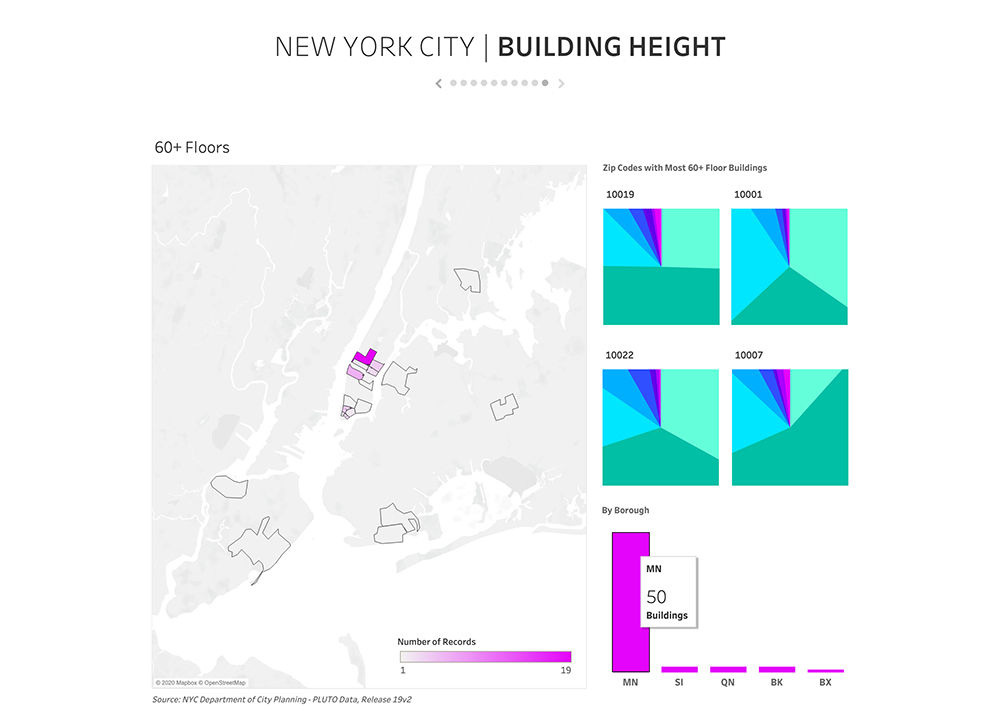 NEW YORK CITY | BUILDING HEIGHT
60+ Floors
Zip Codes with Most 60+ Floor Buildings
10019
10001
10022
10007
By Borough
MN
50
Buildings
MN
SI
QN
BK
BX
Number of Records
1
19
© 2020 Mapbox © OpenStreetMap
Source: NYC Department of City Planning - PLUTO Data, Release 19v2